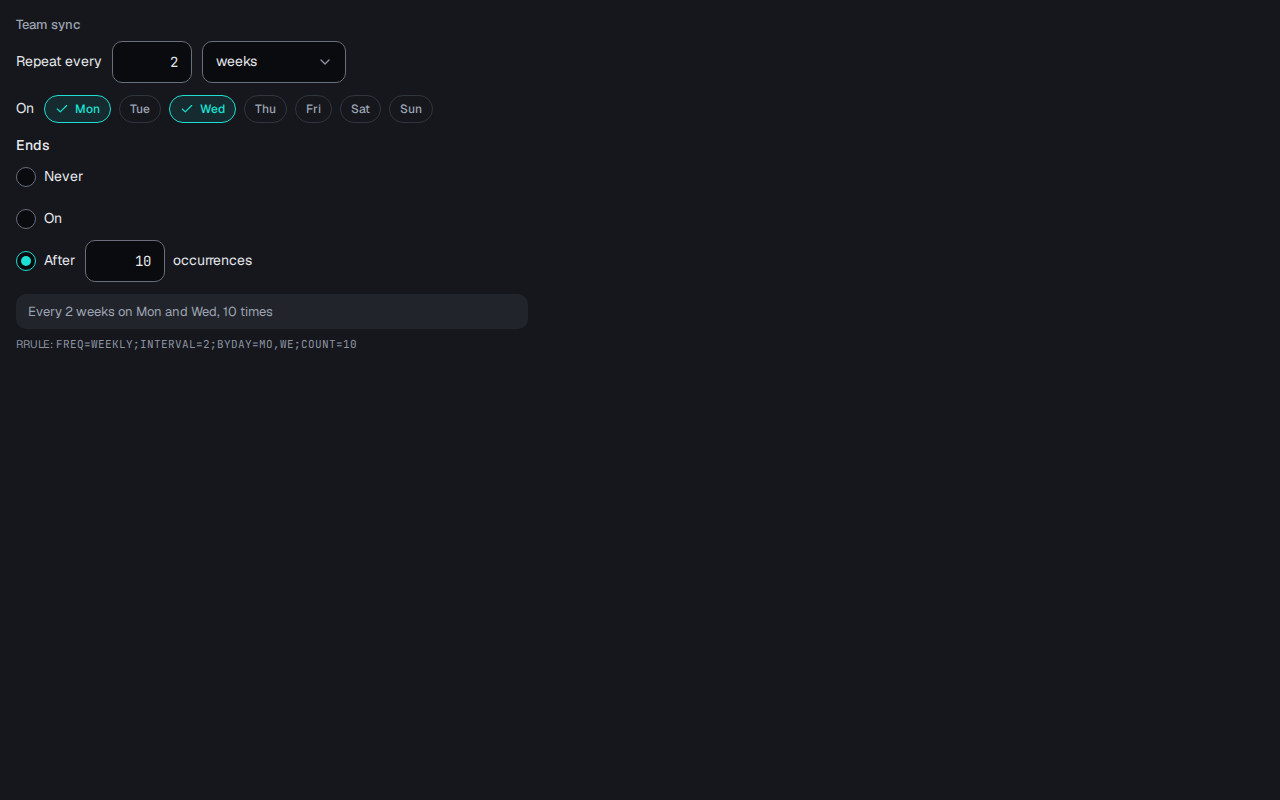 Team sync
Repeat every 2 weeks
On Mon Tue Wed Thu Fri Sat Sun
Ends
Never
On
After 10 occurrences
Every 2 weeks on Mon and Wed, 10 times
RRULE: FREQ=WEEKLY;INTERVAL=2;BYDAY=MO,WE;COUNT=10